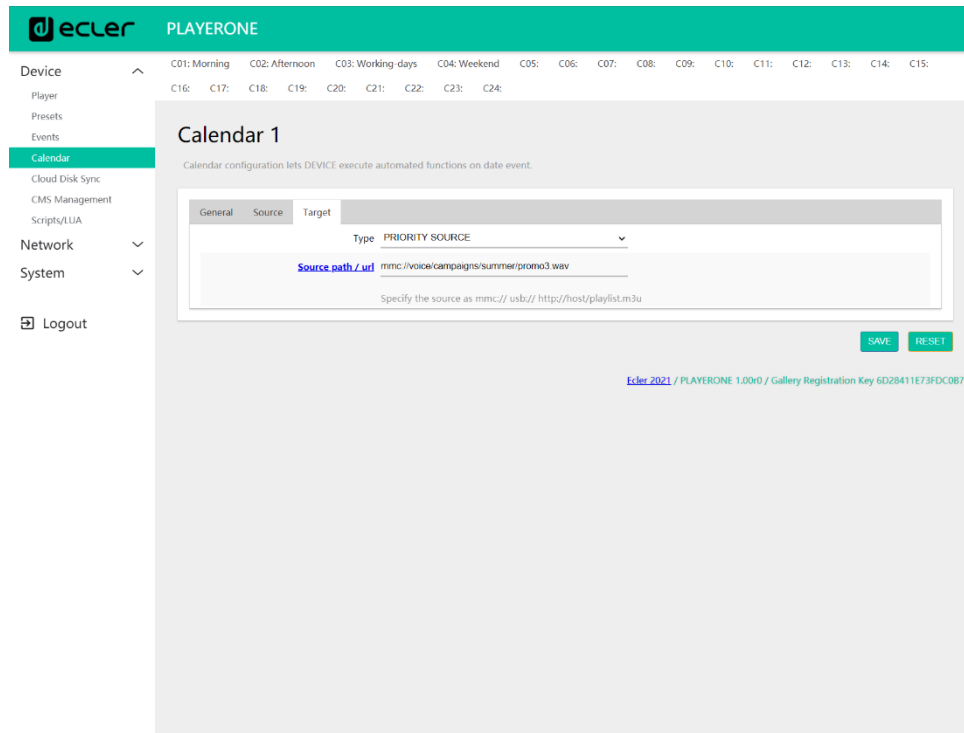 ecler PLAYERONE
Device
Player
Presets
Events
Calendar
Cloud Disk Sync
CMS Management
Scripts/LUA
Network
System
Logout
C01: Morning C02: Afternoon C03: Working-days C04: Weekend C05: C06: C07: C08: C09: C10: C11: C12: C13: C14: C15:
C16: C17: C18: C19: C20: C21: C22: C23: C24:
Calendar 1
Calendar configuration lets DEVICE execute automated functions on date event.
General Source Target
Type PRIORITY SOURCE
Source path / url mmc://voice/campaigns/summer/promo3.wav
Specify the source as mmc:// usb:// http://host/playlist.m3u
SAVE RESET
Ecler 2021 / PLAYERONE 1.00r0 / Gallery Registration Key 6D28411E73FDC0B7